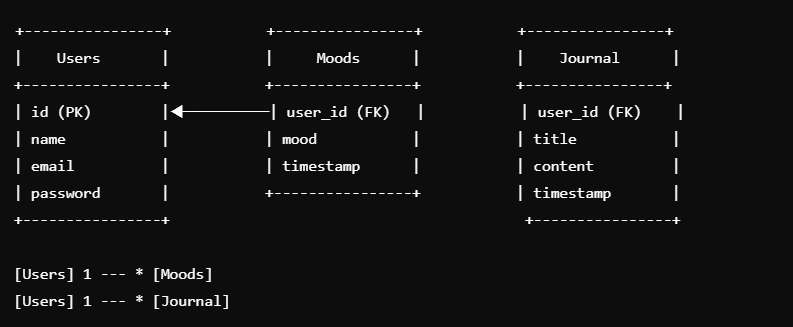 +----------------+ +----------------+ +----------------+
| Users | | Moods | | Journal |
+----------------+ +----------------+ +----------------+
| id (PK) |◄─────────| user_id (FK) | | user_id (FK) |
| name | | mood | | title |
| email | | timestamp | | content |
| password | +----------------+ | timestamp |
+----------------+ +----------------+
[Users] 1 --- * [Moods]
[Users] 1 --- * [Journal]